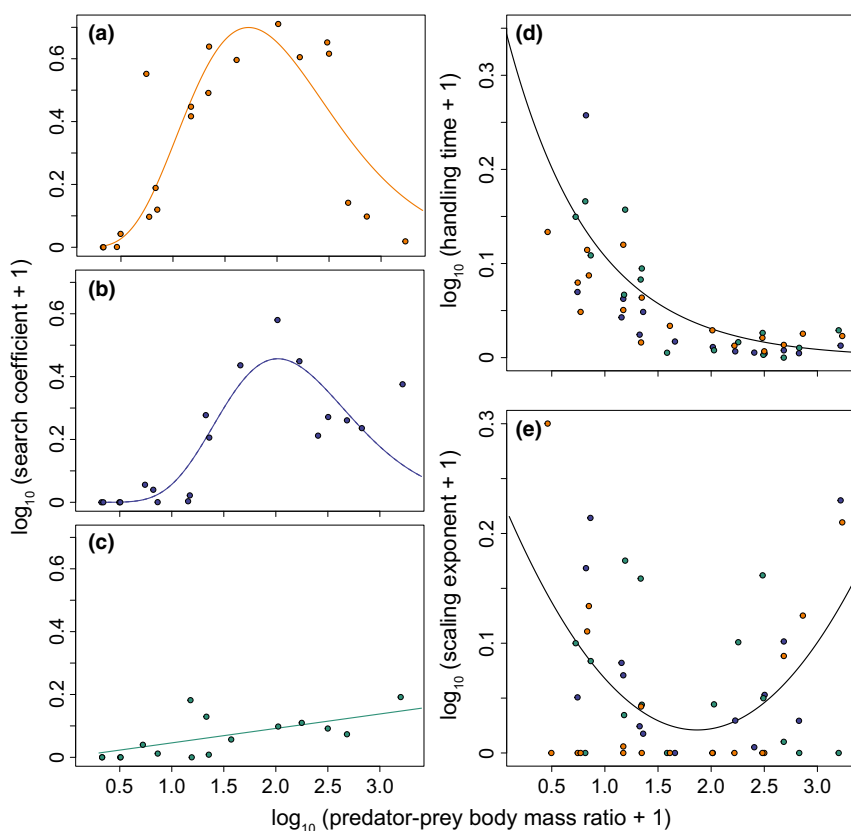 (a)
0.6
0.4
0.2
0
(b)
0.6
0.4
0.2
0
(c)
0.6
0.4
0.2
0
0.5 1.0 1.5 2.0 2.5 3.0
log10 (search coefficient + 1)
(d)
0.3
0.2
0.1
0
log10 (handling time + 1)
(e)
0.3
0.2
0.1
0
log10 (scaling exponent + 1)
0.5 1.0 1.5 2.0 2.5 3.0
log10 (predator-prey body mass ratio + 1)